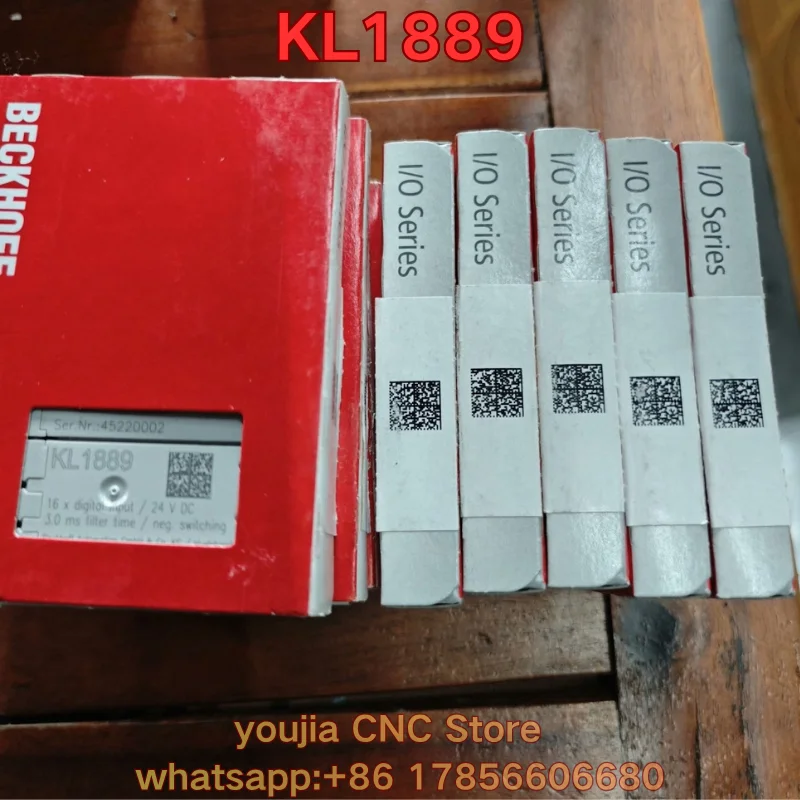 KL1889
BECKHOFF
I/O Series
I/O Series
I/O Series
I/O Series
I/O Series
Ser.Nr.:45220002
KL1889
16 x digital input / 24 V DC
3.0 ms filter time / neg. switching
youjia CNC Store
whatsapp:+86 17856606680